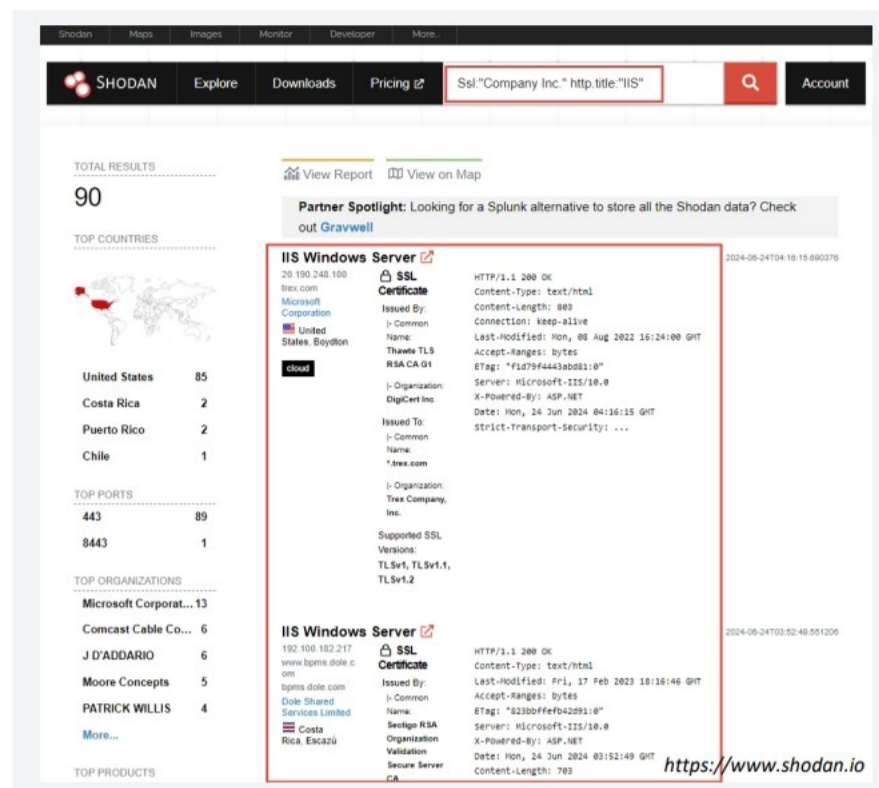 Shodan Maps Images Monitor Developer More...
SHODAN Explore Downloads Pricing Ssl:"Company Inc." http.title:"IIS" Account
TOTAL RESULTS
90
TOP COUNTRIES
United States 85
Costa Rica 2
Puerto Rico 2
Chile 1
TOP PORTS
443 89
8443 1
TOP ORGANIZATIONS
Microsoft Corporat... 13
Comcast Cable Co... 6
J D'ADDARIO 6
Moore Concepts 5
PATRICK WILLIS 4
More...
TOP PRODUCTS
View Report View on Map
Partner Spotlight: Looking for a Splunk alternative to store all the Shodan data? Check
out Gravwell
IIS Windows Server
2024-06-24T04:16:15.690376
20.190.248.100
trex.com
Microsoft
Corporation
United
States, Boydton
cloud
SSL
Certificate
Issued By:
|- Common
Name:
Thawte TLS
RSA CA G1
|- Organization:
DigiCert Inc
Issued To:
|- Common
Name:
*.trex.com
|- Organization:
Trex Company,
Inc.
Supported SSL
Versions:
TLSv1, TLSv1.1,
TLSv1.2
HTTP/1.1 200 OK
Content-Type: text/html
Content-Length: 803
Connection: keep-alive
Last-Modified: Mon, 08 Aug 2022 16:24:00 GMT
Accept-Ranges: bytes
ETag: "f1d79f4443abd81:0"
Server: Microsoft-IIS/10.0
X-Powered-By: ASP.NET
Date: Mon, 24 Jun 2024 04:16:15 GMT
Strict-Transport-Security: ...
IIS Windows Server
2024-06-24T03:52:49.551206
192.100.182.217
www.bpms.dole.c
om
bpms.dole.com
Dole Shared
Services Limited
Costa
Rica, Escazú
SSL
Certificate
Issued By:
|- Common
Name:
Sectigo RSA
Organization
Validation
Secure Server
CA
HTTP/1.1 200 OK
Content-Type: text/html
Last-Modified: Fri, 17 Feb 2023 18:16:46 GMT
Accept-Ranges: bytes
ETag: "823bbffefb42d91:0"
Server: Microsoft-IIS/10.0
X-Powered-By: ASP.NET
Date: Mon, 24 Jun 2024 03:52:49 GMT
Content-Length: 703
https://www.shodan.io